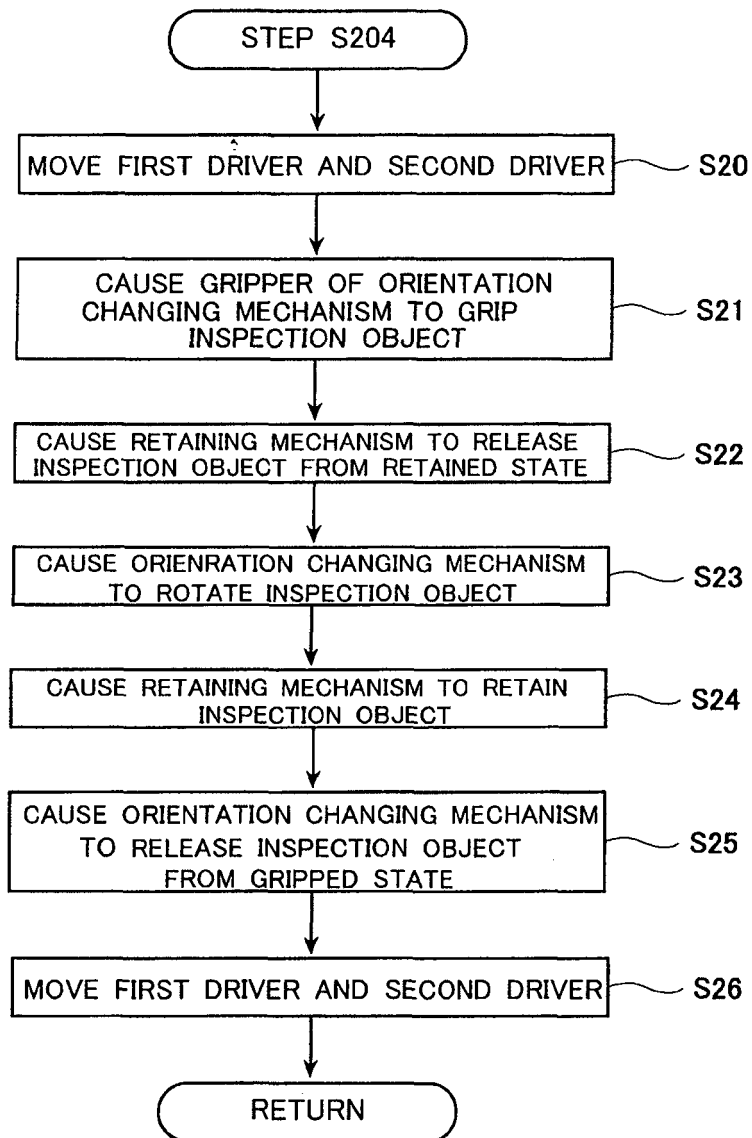 STEP S204
MOVE FIRST DRIVER AND SECOND DRIVER
S20
CAUSE GRIPPER OF ORIENTATION
CHANGING MECHANISM TO GRIP
INSPECTION OBJECT
S21
CAUSE RETAINING MECHANISM TO RELEASE
INSPECTION OBJECT FROM RETAINED STATE
S22
CAUSE ORIENRATION CHANGING MECHANISM
TO ROTATE INSPECTION OBJECT
S23
CAUSE RETAINING MECHANISM TO RETAIN
INSPECTION OBJECT
S24
CAUSE ORIENTATION CHANGING MECHANISM
TO RELEASE INSPECTION OBJECT
FROM GRIPPED STATE
S25
MOVE FIRST DRIVER AND SECOND DRIVER
S26
RETURN